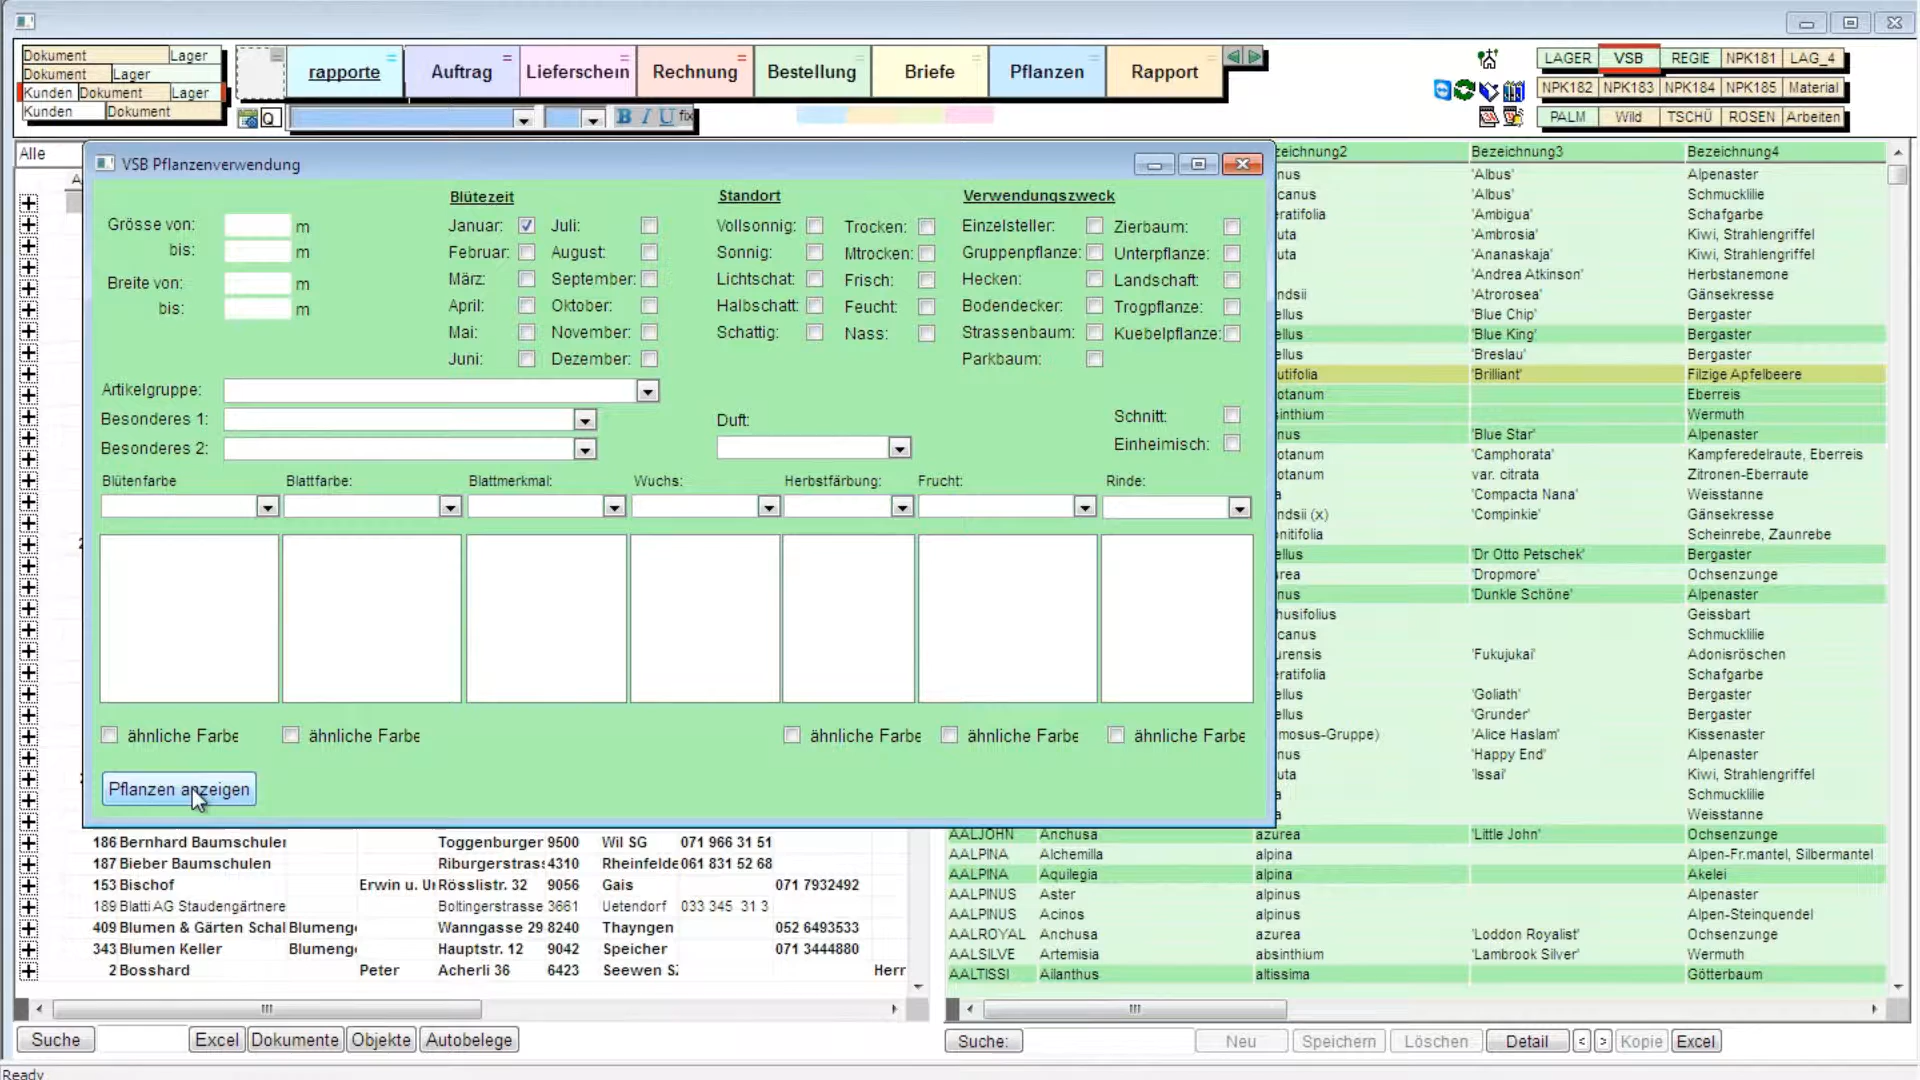 Dokument Lager
Dokument Lager
Kunden Dokument Lager
Kunden Dokument
rapporte Auftrag Lieferschein Rechnung Bestellung Briefe Pflanzen Rapport
Q B I U fix
LAGER VSB REGIE NPK181 LAG_4
NPK182 NPK183 NPK184 NPK185 Material
PALM Wild TSCHÜ ROSEN Arbeiten
Alle
VSB Pflanzenverwendung
Blütezeit Standort Verwendungszweck
Grösse von: m
bis: m
Breite von: m
bis: m
Januar: Juli:
Februar: August:
März: September:
April: Oktober:
Mai: November:
Juni: Dezember:
Vollsonnig: Trocken:
Sonnig: Mtrocken:
Lichtschat: Frisch:
Halbschatt: Feucht:
Schattig: Nass:
Einzelsteller: Zierbaum:
Gruppenpflanze: Unterpflanze:
Hecken: Landschaft:
Bodendecker: Trogpflanze:
Strassenbaum: Kuebelpflanze:
Parkbaum:
Artikelgruppe:
Besonderes 1: Duft: Schnitt:
Besonderes 2: Einheimisch:
Blütenfarbe Blattfarbe: Blattmerkmal: Wuchs: Herbstfärbung: Frucht: Rinde:
ähnliche Farbe ähnliche Farbe ähnliche Farbe ähnliche Farbe ähnliche Farbe
Pflanzen anzeigen
Bezeichnung3 Bezeichnung4
'Albus' Alpenaster
'Albus' Schmucklilie
'Ambigua' Schafgarbe
'Ambrosia' Kiwi, Strahlengriffel
'Ananaskaja' Kiwi, Strahlengriffel
'Andrea Atkinson' Herbstanemone
'Atrorosea' Gänsekresse
'Blue Chip' Bergaster
'Blue King' Bergaster
'Breslau' Bergaster
'Brilliant' Filzige Apfelbeere
Eberreis
Wermuth
'Blue Star' Alpenaster
'Camphorata' Kampferedelraute, Eberreis
var. citrata Zitronen-Eberraute
'Compacta Nana' Weisstanne
'Compinkie' Gänsekresse
Scheinrebe, Zaunrebe
'Dr Otto Petschek' Bergaster
'Dropmore' Ochsenzunge
'Dunkle Schöne' Alpenaster
Geissbart
Schmucklilie
'Fukujukai' Adonisröschen
Schafgarbe
'Goliath' Bergaster
'Grunder' Bergaster
'Alice Haslam' Kissenaster
'Happy End' Alpenaster
'Issai' Kiwi, Strahlengriffel
Schmucklilie
Weisstanne
AALJOHN Anchusa azurea 'Little John' Ochsenzunge
AALPINA Alchemilla alpina Alpen-Fr.mantel, Silbermantel
AALPINA Aquilegia alpina Akelei
AALPINUS Aster alpinus Alpenaster
AALPINUS Acinos alpinus Alpen-Steinquendel
AALROYAL Anchusa azurea 'Loddon Royalist' Ochsenzunge
AALSILVE Artemisia absinthium 'Lambrook Silver' Wermuth
AALTISSI Ailanthus altissima Götterbaum
186 Bernhard Baumschuler Toggenburger 9500 Wil SG 071 966 31 51
187 Bieber Baumschulen Riburgerstras 4310 Rheinfelde 061 831 52 68
153 Bischof Erwin u. Ur Rösslistr. 32 9056 Gais 071 7932492
189 Blatti AG Staudengärtnere Boltingerstrasse 3661 Uetendorf 033 345 31 3
409 Blumen & Gärten Schal Blumenge Wanngasse 29 8240 Thayngen 052 6493533
343 Blumen Keller Blumenge Hauptstr. 12 9042 Speicher 071 3444880
2 Bosshard Peter Acherli 36 6423 Seewen SZ Herr
Suche Excel Dokumente Objekte Autobelege
Suche: Neu Speichern Löschen Detail < > Kopie Excel
Ready